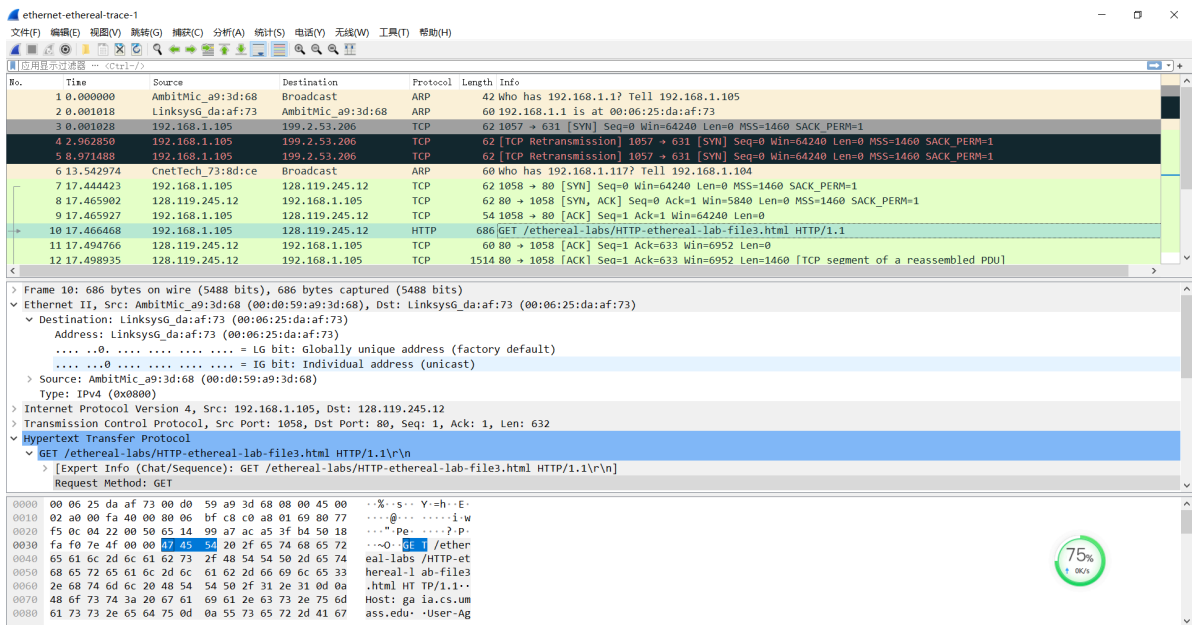 ethernet-ethereal-trace-1
文件(F) 编辑(E) 视图(V) 跳转(G) 捕获(C) 分析(A) 统计(S) 电话(Y) 无线(W) 工具(T) 帮助(H)
应用显示过滤器 … <Ctrl-/>
No. Time Source Destination Protocol Length Info
1 0.000000 AmbitMic_a9:3d:68 Broadcast ARP 42 Who has 192.168.1.1? Tell 192.168.1.105
2 0.001018 LinksysG_da:af:73 AmbitMic_a9:3d:68 ARP 60 192.168.1.1 is at 00:06:25:da:af:73
3 0.001028 192.168.1.105 199.2.53.206 TCP 62 1057 → 631 [SYN] Seq=0 Win=64240 Len=0 MSS=1460 SACK_PERM=1
4 2.962850 192.168.1.105 199.2.53.206 TCP 62 [TCP Retransmission] 1057 → 631 [SYN] Seq=0 Win=64240 Len=0 MSS=1460 SACK_PERM=1
5 8.971488 192.168.1.105 199.2.53.206 TCP 62 [TCP Retransmission] 1057 → 631 [SYN] Seq=0 Win=64240 Len=0 MSS=1460 SACK_PERM=1
6 13.542974 CnetTech_73:8d:ce Broadcast ARP 60 Who has 192.168.1.117? Tell 192.168.1.104
7 17.444423 192.168.1.105 128.119.245.12 TCP 62 1058 → 80 [SYN] Seq=0 Win=64240 Len=0 MSS=1460 SACK_PERM=1
8 17.465902 128.119.245.12 192.168.1.105 TCP 62 80 → 1058 [SYN, ACK] Seq=0 Ack=1 Win=5840 Len=0 MSS=1460 SACK_PERM=1
9 17.465927 192.168.1.105 128.119.245.12 TCP 54 1058 → 80 [ACK] Seq=1 Ack=1 Win=64240 Len=0
10 17.466468 192.168.1.105 128.119.245.12 HTTP 686 GET /ethereal-labs/HTTP-ethereal-lab-file3.html HTTP/1.1
11 17.494766 128.119.245.12 192.168.1.105 TCP 60 80 → 1058 [ACK] Seq=1 Ack=633 Win=6952 Len=0
12 17.498935 128.119.245.12 192.168.1.105 TCP 1514 80 → 1058 [ACK] Seq=1 Ack=633 Win=6952 Len=1460 [TCP segment of a reassembled PDU]
Frame 10: 686 bytes on wire (5488 bits), 686 bytes captured (5488 bits)
Ethernet II, Src: AmbitMic_a9:3d:68 (00:d0:59:a9:3d:68), Dst: LinksysG_da:af:73 (00:06:25:da:af:73)
Destination: LinksysG_da:af:73 (00:06:25:da:af:73)
Address: LinksysG_da:af:73 (00:06:25:da:af:73)
.... ..0. .... .... .... .... = LG bit: Globally unique address (factory default)
.... ...0 .... .... .... .... = IG bit: Individual address (unicast)
Source: AmbitMic_a9:3d:68 (00:d0:59:a9:3d:68)
Type: IPv4 (0x0800)
Internet Protocol Version 4, Src: 192.168.1.105, Dst: 128.119.245.12
Transmission Control Protocol, Src Port: 1058, Dst Port: 80, Seq: 1, Ack: 1, Len: 632
Hypertext Transfer Protocol
GET /ethereal-labs/HTTP-ethereal-lab-file3.html HTTP/1.1\r\n
[Expert Info (Chat/Sequence): GET /ethereal-labs/HTTP-ethereal-lab-file3.html HTTP/1.1\r\n]
Request Method: GET
0000 00 06 25 da af 73 00 d0 59 a9 3d 68 08 00 45 00 ··%··s·· Y·=h··E·
0010 02 a0 00 fa 40 00 80 06 bf c8 c0 a8 01 69 80 77 ····@··· ·····i·w
0020 f5 0c 04 22 00 50 65 14 99 a7 ac a5 3f b4 50 18 ···"·Pe· ····?·P·
0030 fa f0 7e 4f 00 00 47 45 54 20 2f 65 74 68 65 72 ··~O··GE T /ether
0040 65 61 6c 2d 6c 61 62 73 2f 48 54 54 50 2d 65 74 eal-labs /HTTP-et
0050 68 65 72 65 61 6c 2d 6c 61 62 2d 66 69 6c 65 33 hereal-l ab-file3
0060 2e 68 74 6d 6c 20 48 54 54 50 2f 31 2e 31 0d 0a .html HT TP/1.1··
0070 48 6f 73 74 3a 20 67 61 69 61 2e 63 73 2e 75 6d Host: ga ia.cs.um
0080 61 73 73 2e 65 64 75 0d 0a 55 73 65 72 2d 41 67 ass.edu· ·User-Ag
75%
↑ 0K/s